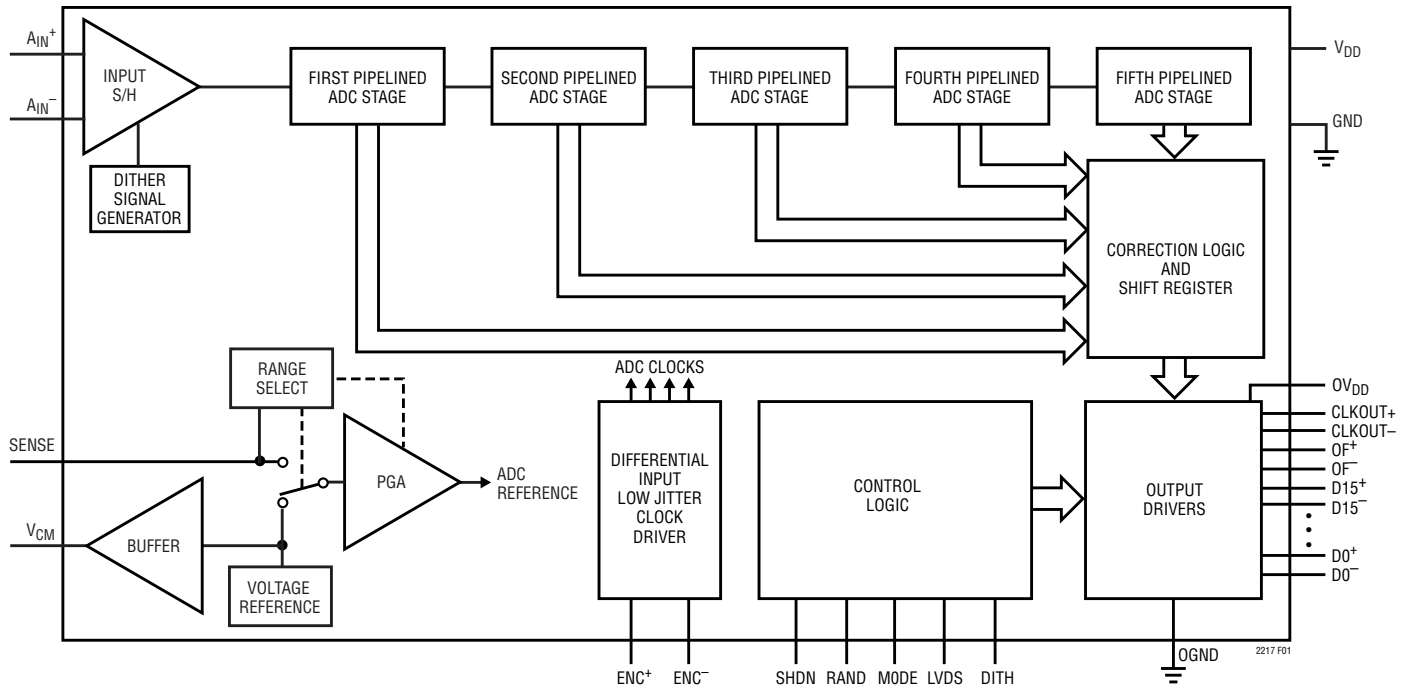 AIN+
AIN−
INPUT
S/H
DITHER
SIGNAL
GENERATOR
FIRST PIPELINED
ADC STAGE
SECOND PIPELINED
ADC STAGE
THIRD PIPELINED
ADC STAGE
FOURTH PIPELINED
ADC STAGE
FIFTH PIPELINED
ADC STAGE
VDD
GND
CORRECTION LOGIC
AND
SHIFT REGISTER
RANGE
SELECT
SENSE
PGA
ADC
REFERENCE
VCM
BUFFER
VOLTAGE
REFERENCE
ADC CLOCKS
DIFFERENTIAL
INPUT
LOW JITTER
CLOCK
DRIVER
ENC+
ENC−
CONTROL
LOGIC
SHDN
RAND
MODE
LVDS
DITH
OUTPUT
DRIVERS
OVDD
CLKOUT+
CLKOUT−
OF+
OF−
D15+
D15−
D0+
D0−
OGND
2217 F01